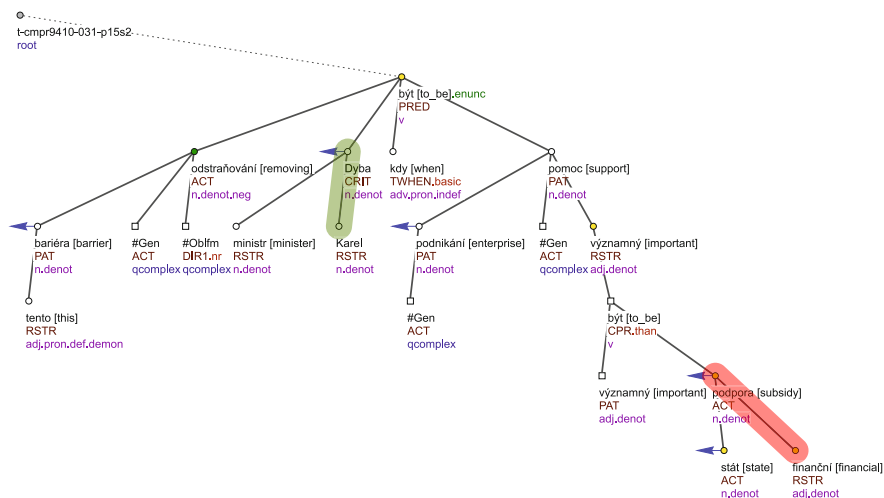 t-cmpr9410-031-p15s2
root
být [to_be].enunc
PRED
v
odstraňování [removing]
ACT
n.denot.neg
Dyba
CRIT
n.denot
kdy [when]
TWHEN.basic
adv.pron.indef
pomoc [support]
PAT
n.denot
bariéra [barrier]
PAT
n.denot
#Gen
ACT
qcomplex
#Oblfm
DIR1.nr
qcomplex
ministr [minister]
RSTR
n.denot
Karel
RSTR
n.denot
podnikání [enterprise]
PAT
n.denot
#Gen
ACT
qcomplex
významný [important]
RSTR
adj.denot
tento [this]
RSTR
adj.pron.def.demon
#Gen
ACT
qcomplex
být [to_be]
CPR.than
v
významný [important]
PAT
adj.denot
podpora [subsidy]
ACT
n.denot
stát [state]
ACT
n.denot
finanční [financial]
RSTR
adj.denot